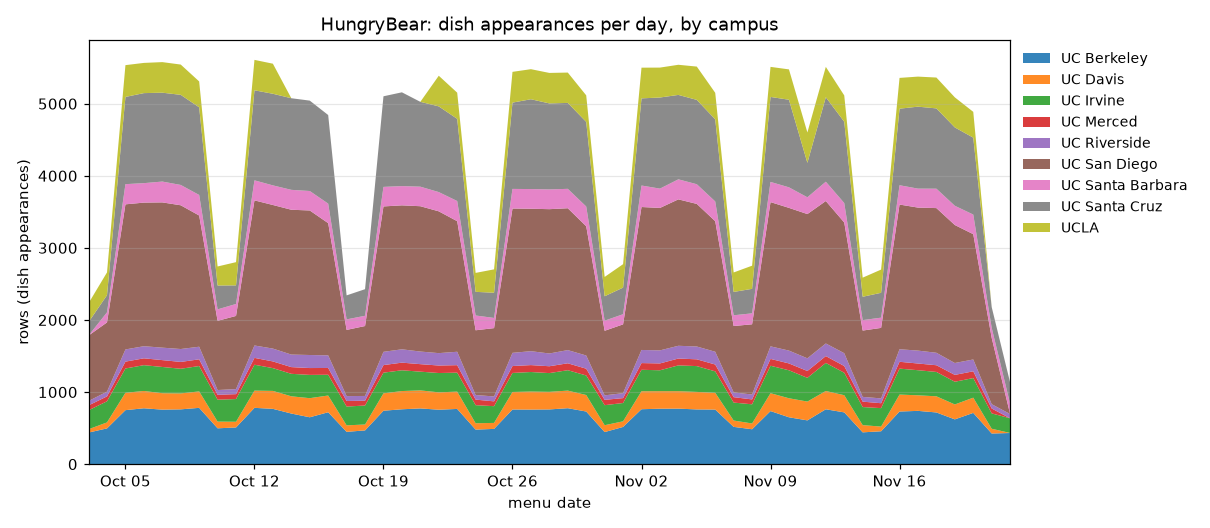 HungryBear: dish appearances per day, by campus
rows (dish appearances)
5000
4000
3000
2000
1000
0
Oct 05 Oct 12 Oct 19 Oct 26 Nov 02 Nov 09 Nov 16
menu date
UC Berkeley
UC Davis
UC Irvine
UC Merced
UC Riverside
UC San Diego
UC Santa Barbara
UC Santa Cruz
UCLA